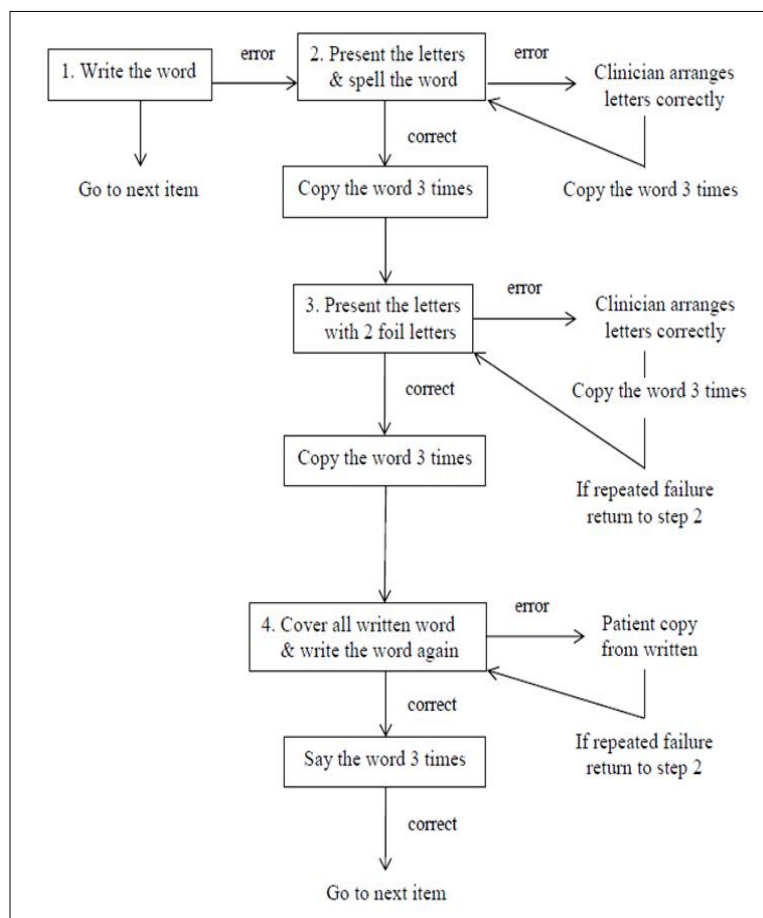 1. Write the word
error
2. Present the letters
& spell the word
error
Clinician arranges
letters correctly
correct
Go to next item
Copy the word 3 times
Copy the word 3 times
3. Present the letters
with 2 foil letters
error
Clinician arranges
letters correctly
correct
Copy the word 3 times
Copy the word 3 times
If repeated failure
return to step 2
4. Cover all written word
& write the word again
error
Patient copy
from written
correct
If repeated failure
return to step 2
Say the word 3 times
correct
Go to next item